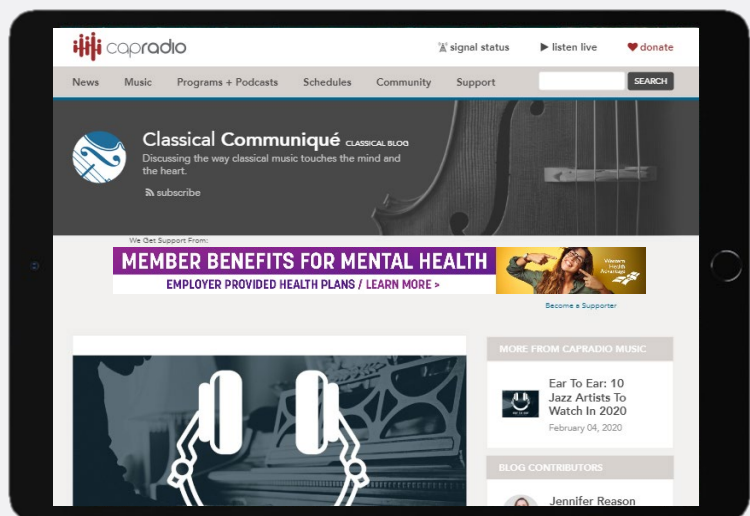 capradio
signal status
listen live
donate
News Music Programs + Podcasts Schedules Community Support
SEARCH
Classical Communiqué CLASSICAL BLOG
Discussing the way classical music touches the mind and
the heart.
subscribe
We Get Support From:
MEMBER BENEFITS FOR MENTAL HEALTH
EMPLOYER PROVIDED HEALTH PLANS / LEARN MORE >
Western
Health
Advantage
Become a Supporter
MORE FROM CAPRADIO MUSIC
Ear To Ear: 10
Jazz Artists To
Watch In 2020
February 04, 2020
BLOG CONTRIBUTORS
Jennifer Reason